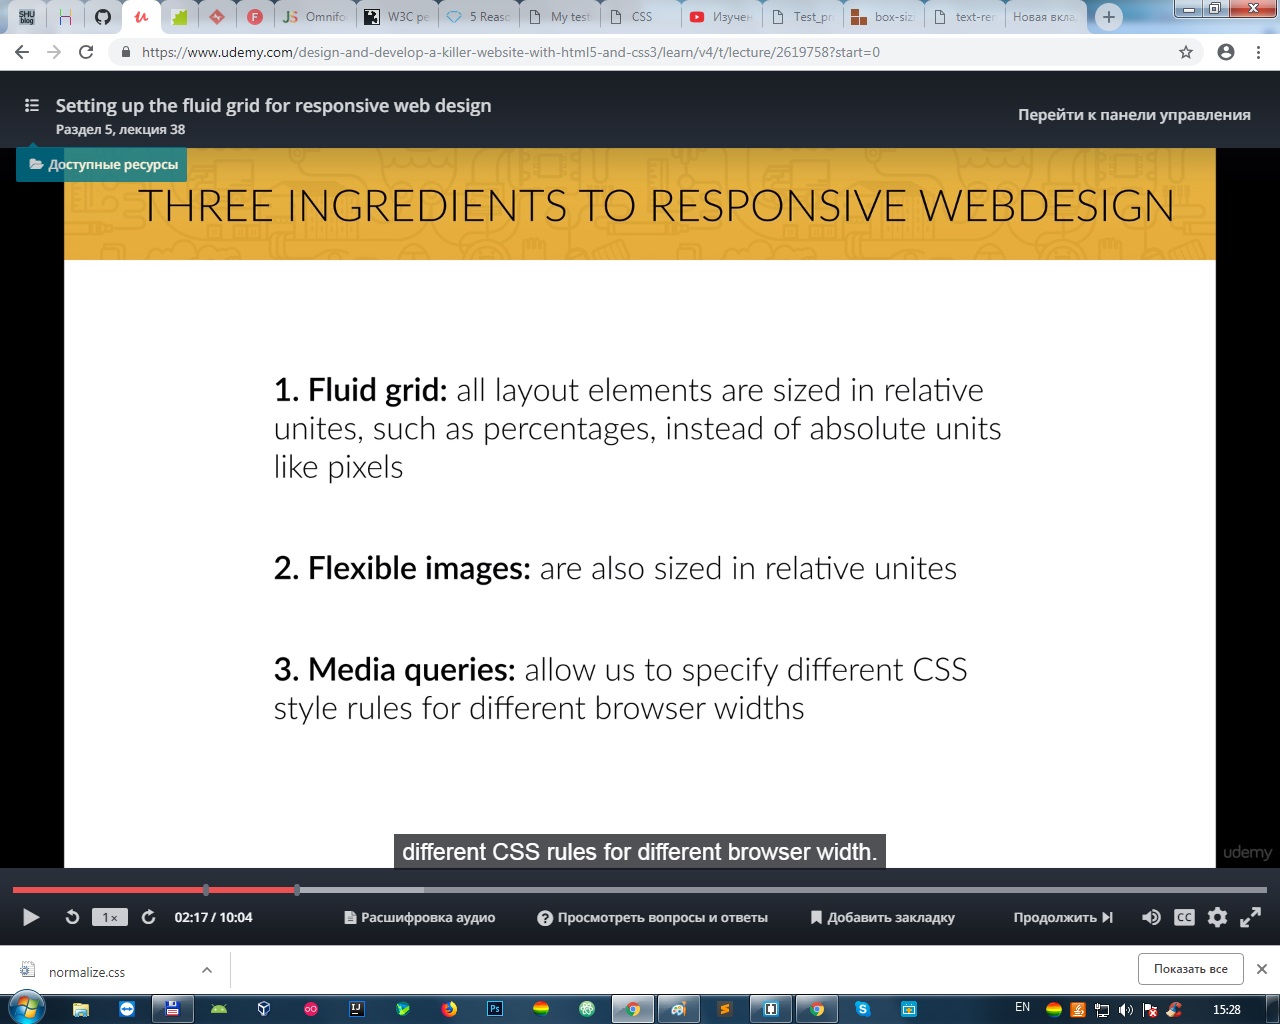 SHU
blog
Omnifo
W3C pe
5 Reaso
My test
CSS
Изучен
Test_pr
box-siz
text-ren
Новая вкла
https://www.udemy.com/design-and-develop-a-killer-website-with-html5-and-css3/learn/v4/t/lecture/2619758?start=0
Setting up the fluid grid for responsive web design
Раздел 5, лекция 38
Перейти к панели управления
Доступные ресурсы
THREE INGREDIENTS TO RESPONSIVE WEBDESIGN
1. Fluid grid: all layout elements are sized in relative
unites, such as percentages, instead of absolute units
like pixels
2. Flexible images: are also sized in relative unites
3. Media queries: allow us to specify different CSS
style rules for different browser widths
different CSS rules for different browser width.
udemy
1×
02:17 / 10:04
Расшифровка аудио
Просмотреть вопросы и ответы
Добавить закладку
Продолжить
CC
normalize.css
Показать все
EN
15:28